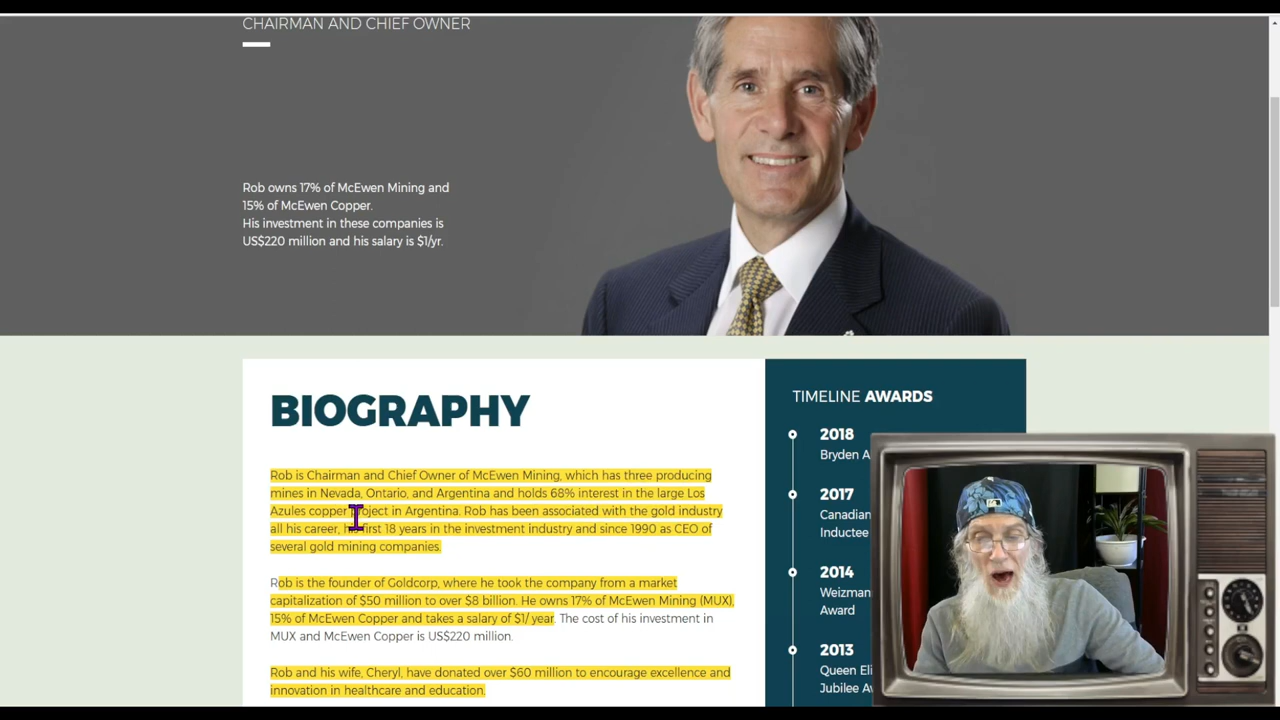 CHAIRMAN AND CHIEF OWNER
Rob owns 17% of McEwen Mining and
15% of McEwen Copper.
His investment in these companies is
US$220 million and his salary is $1/yr.
BIOGRAPHY
Rob is Chairman and Chief Owner of McEwen Mining, which has three producing
mines in Nevada, Ontario, and Argentina and holds 68% interest in the large Los
Azules copper project in Argentina. Rob has been associated with the gold industry
all his career, his first 18 years in the investment industry and since 1990 as CEO of
several gold mining companies.
Rob is the founder of Goldcorp, where he took the company from a market
capitalization of $50 million to over $8 billion. He owns 17% of McEwen Mining (MUX),
15% of McEwen Copper and takes a salary of $1/ year. The cost of his investment in
MUX and McEwen Copper is US$220 million.
Rob and his wife, Cheryl, have donated over $60 million to encourage excellence and
innovation in healthcare and education.
TIMELINE AWARDS
2018
Bryden A
2017
Canadian
Inductee
2014
Weizman
Award
2013
Queen Eli
Jubilee